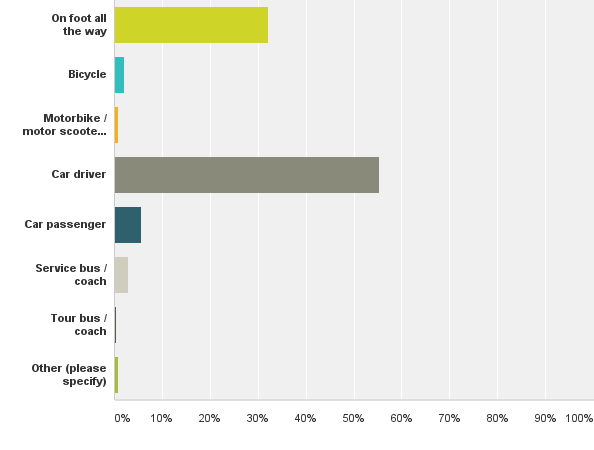 On foot all
the way
Bicycle
Motorbike /
motor scoote...
Car driver
Car passenger
Service bus /
coach
Tour bus /
coach
Other (please
specify)
0% 10% 20% 30% 40% 50% 60% 70% 80% 90% 100%